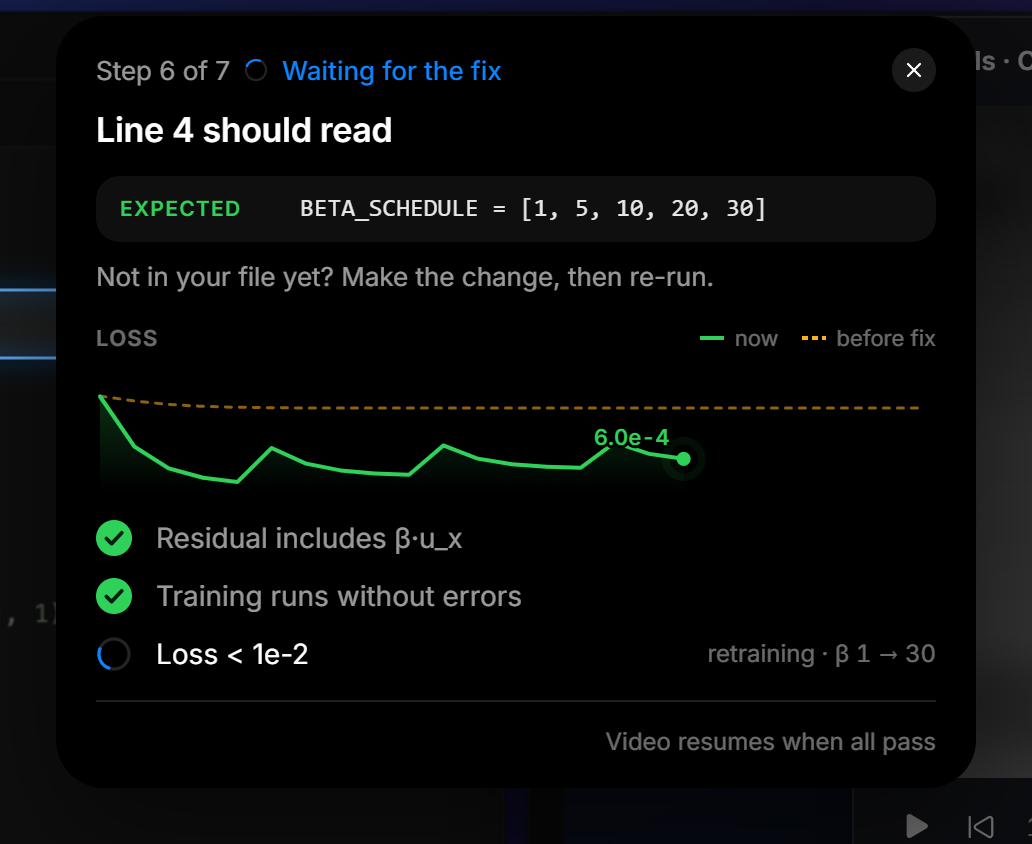 Step 6 of 7 Waiting for the fix
ls · C
Line 4 should read
EXPECTED BETA_SCHEDULE = [1, 5, 10, 20, 30]
Not in your file yet? Make the change, then re-run.
LOSS now before fix
6.0e-4
Residual includes β·u_x
Training runs without errors
, 1)
Loss < 1e-2 retraining · β 1 → 30
Video resumes when all pass